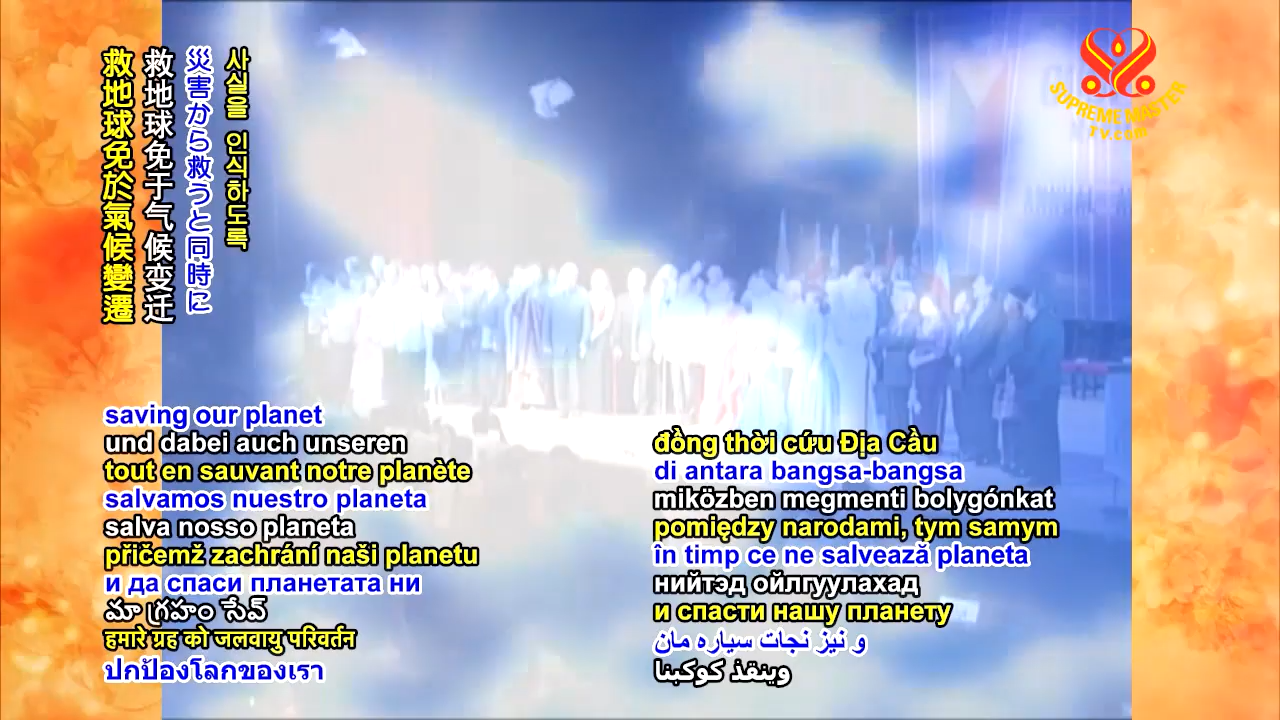 SUPREME MASTER
TV.com
사실을 인식하도록
災害から救うと同時に
救地球免于气候变迁
救地球免於氣候變遷
saving our planet
und dabei auch unseren
tout en sauvant notre planète
salvamos nuestro planeta
salva nosso planeta
přičemž zachrání naši planetu
и да спаси планетата ни
మా గ్రహం సేవ్
हमारे ग्रह को जलवायु परिवर्तन
ปกป้องโลกของเรา
đồng thời cứu Địa Cầu
di antara bangsa-bangsa
miközben megmenti bolygónkat
pomiędzy narodami, tym samym
în timp ce ne salvează planeta
нийтэд ойлгуулахад
и спасти нашу планету
و نیز نجات سیاره مان
وينقذ كوكبنا